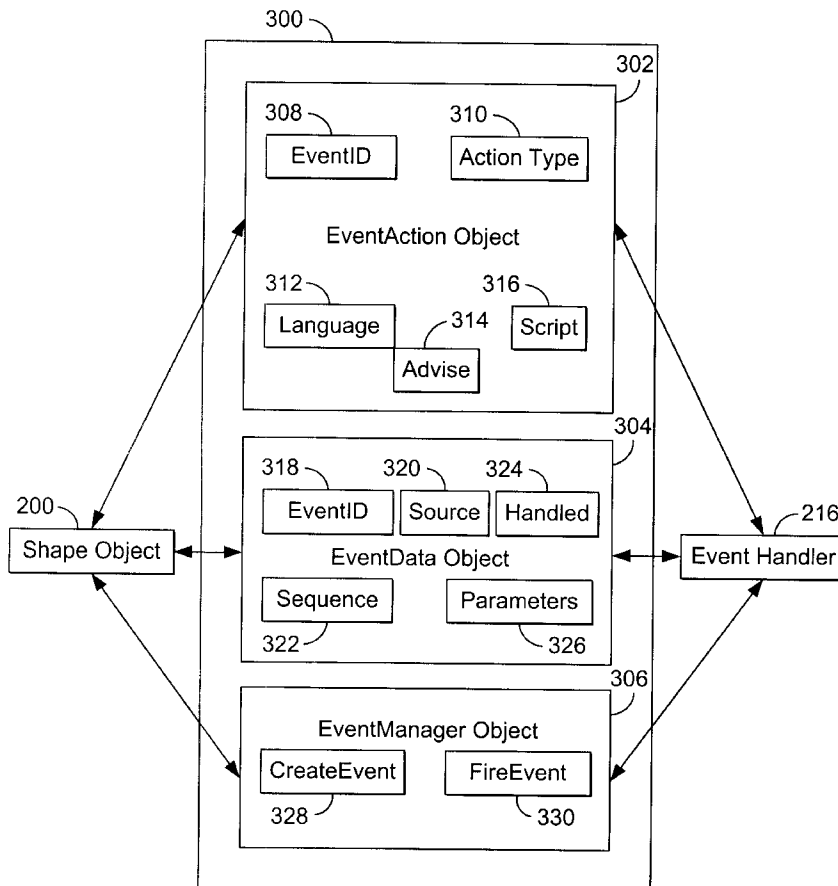 300
302
308
310
EventID
Action Type
EventAction Object
312
316
Language
314
Script
Advise
304
318
320
324
200
EventID
Source
Handled
216
Shape Object
EventData Object
Event Handler
Sequence
Parameters
322
326
306
EventManager Object
CreateEvent
FireEvent
328
330